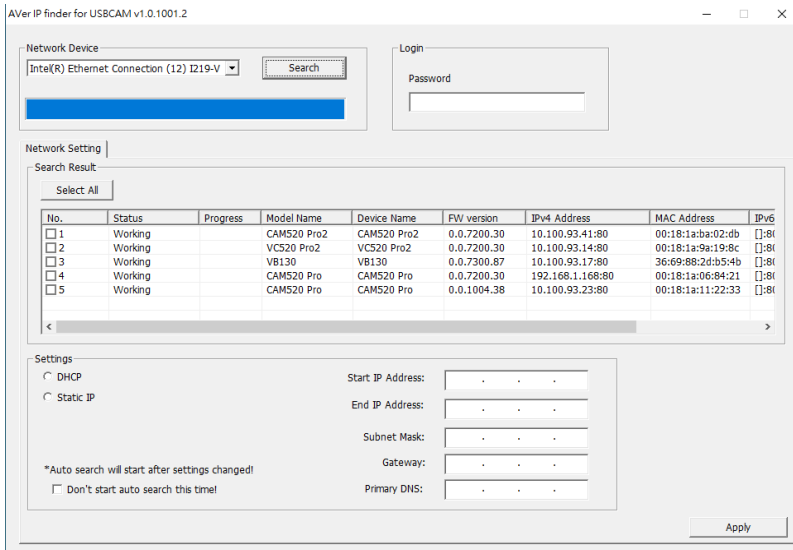 AVer IP finder for USBCAM v1.0.1001.2
Network Device
Intel(R) Ethernet Connection (12) I219-V
Search
Login
Password
Network Setting
Search Result
Select All
No. Status Progress Model Name Device Name FW version IPv4 Address MAC Address IPv6
1 Working CAM520 Pro2 CAM520 Pro2 0.0.7200.30 10.100.93.41:80 00:18:1a:ba:02:db []:80
2 Working VC520 Pro2 VC520 Pro2 0.0.7200.30 10.100.93.14:80 00:18:1a:9a:19:8c []:80
3 Working VB130 VB130 0.0.7300.87 10.100.93.17:80 36:69:88:2d:b5:4b []:80
4 Working CAM520 Pro CAM520 Pro 0.0.7200.30 192.168.1.168:80 00:18:1a:06:84:21 []:80
5 Working CAM520 Pro CAM520 Pro 0.0.1004.38 10.100.93.23:80 00:18:1a:11:22:33 []:80
Settings
DHCP
Static IP
*Auto search will start after settings changed!
Don't start auto search this time!
Start IP Address: . . .
End IP Address: . . .
Subnet Mask: . . .
Gateway: . . .
Primary DNS: . . .
Apply